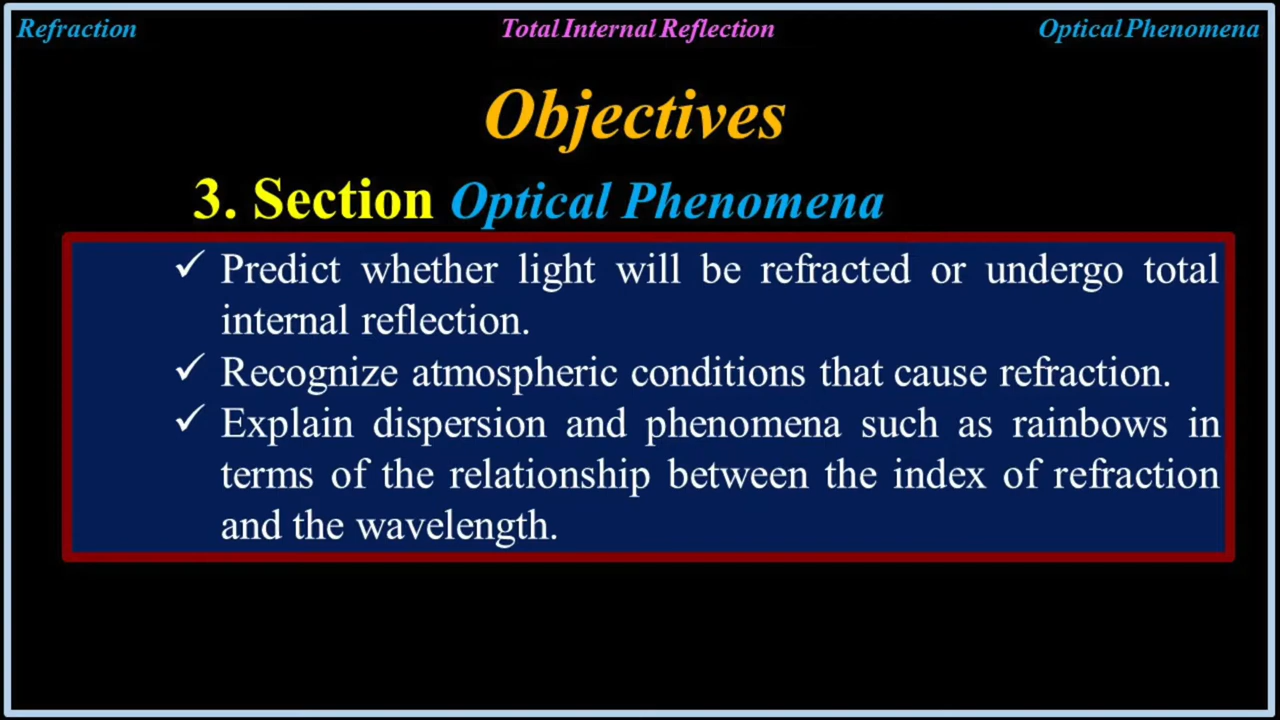 Refraction
Total Internal Reflection
Optical Phenomena
Objectives
3. Section Optical Phenomena
✓ Predict whether light will be refracted or undergo total
internal reflection.
✓ Recognize atmospheric conditions that cause refraction.
✓ Explain dispersion and phenomena such as rainbows in
terms of the relationship between the index of refraction
and the wavelength.